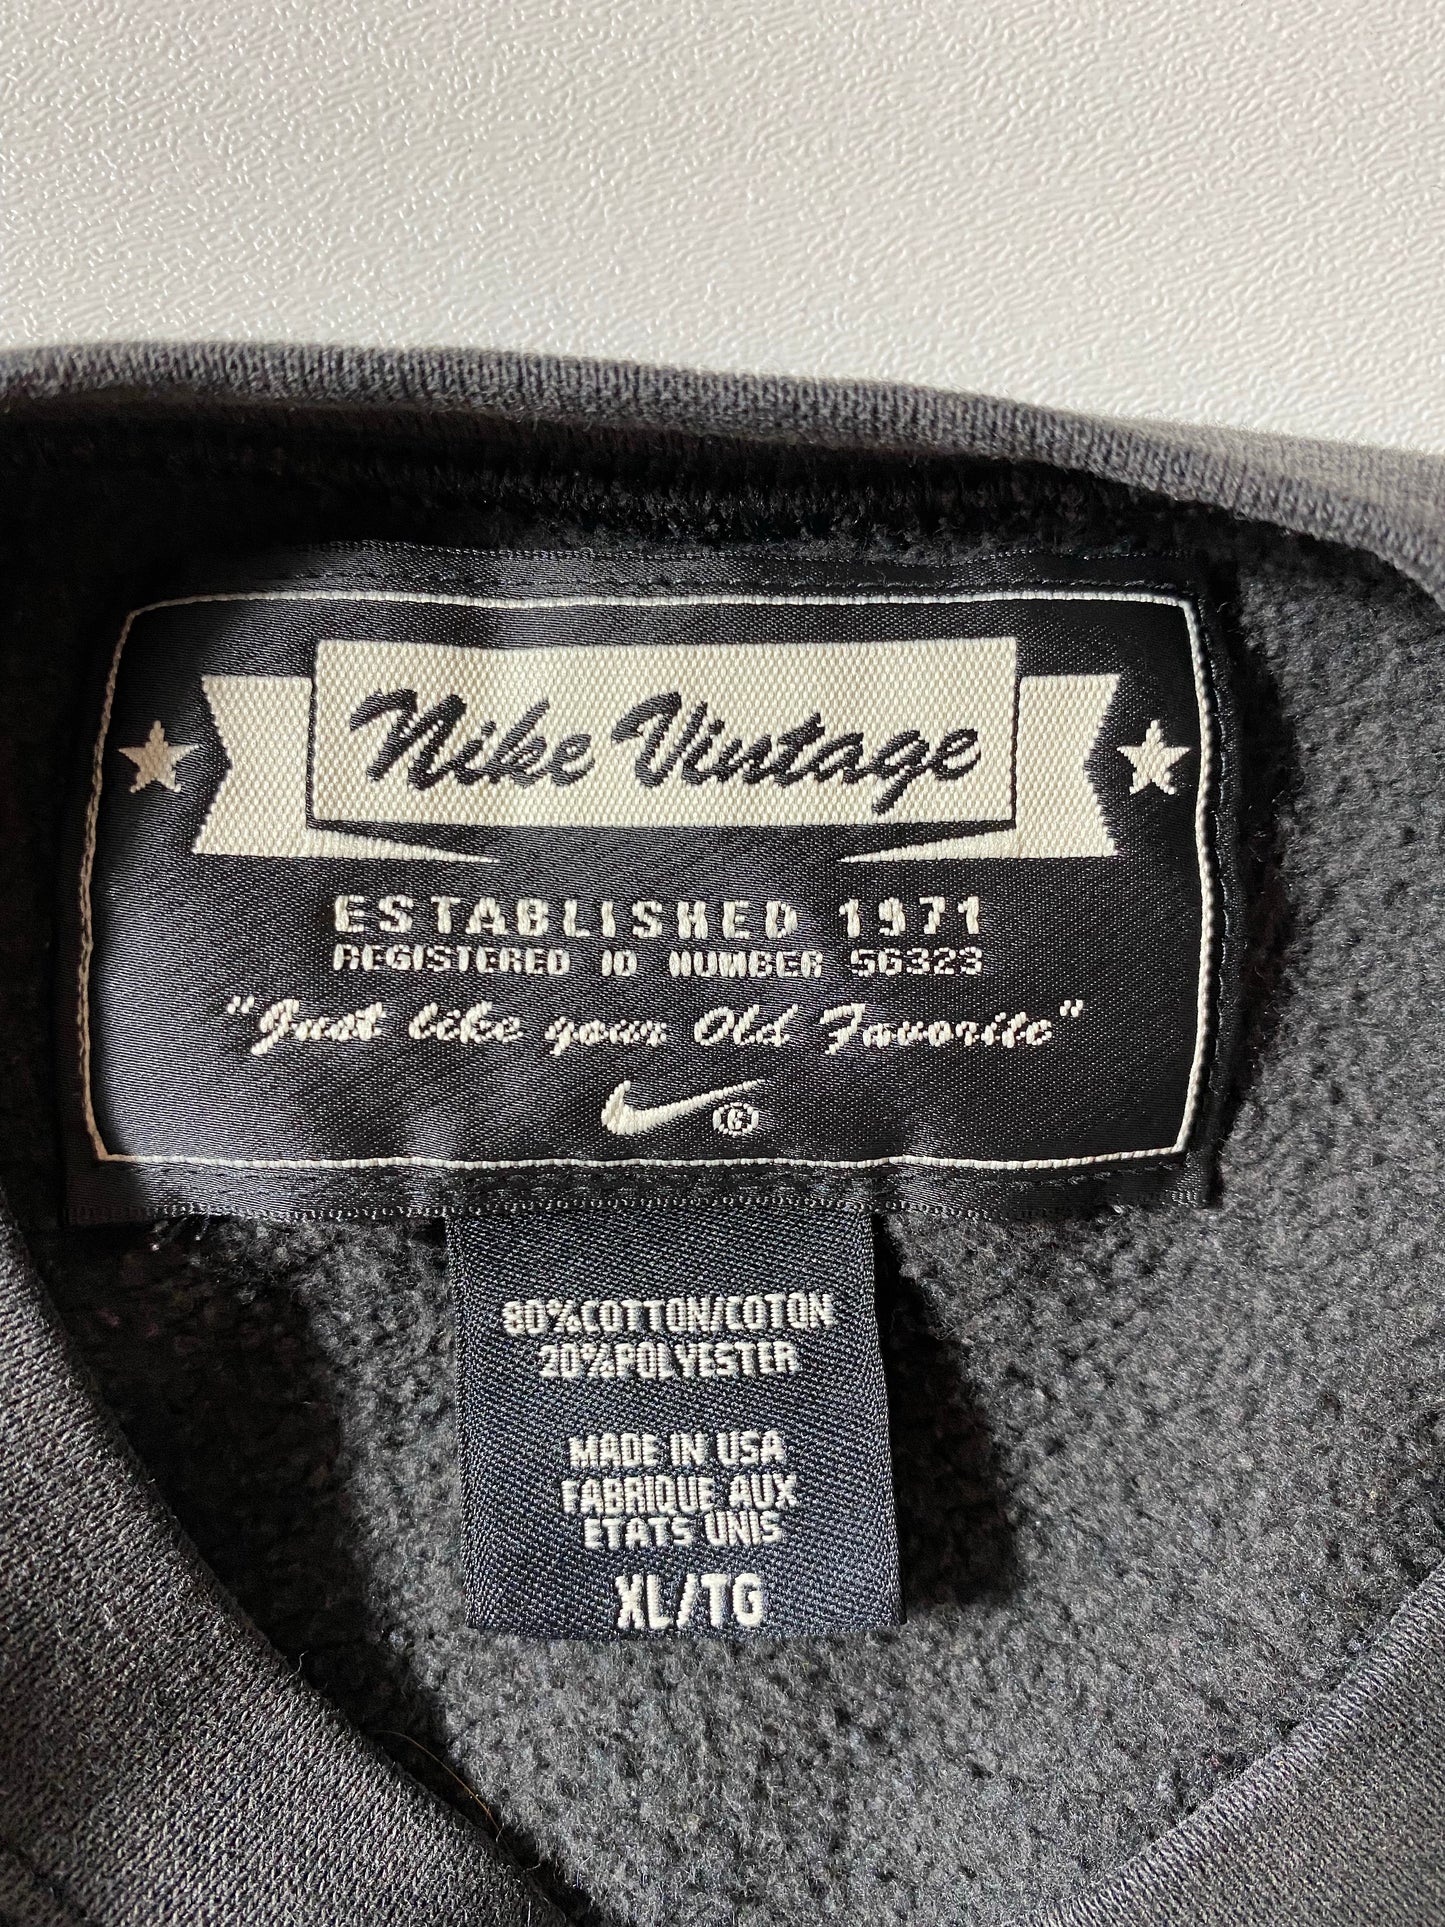 Nike Vintage
ESTABLISHED 1971
REGISTERED ID NUMBER 56323
"Just like your Old Favorite"
®
80%COTTON/COTON
20%POLYESTER
MADE IN USA
FABRIQUE AUX
ETATS UNIS
XL/TG